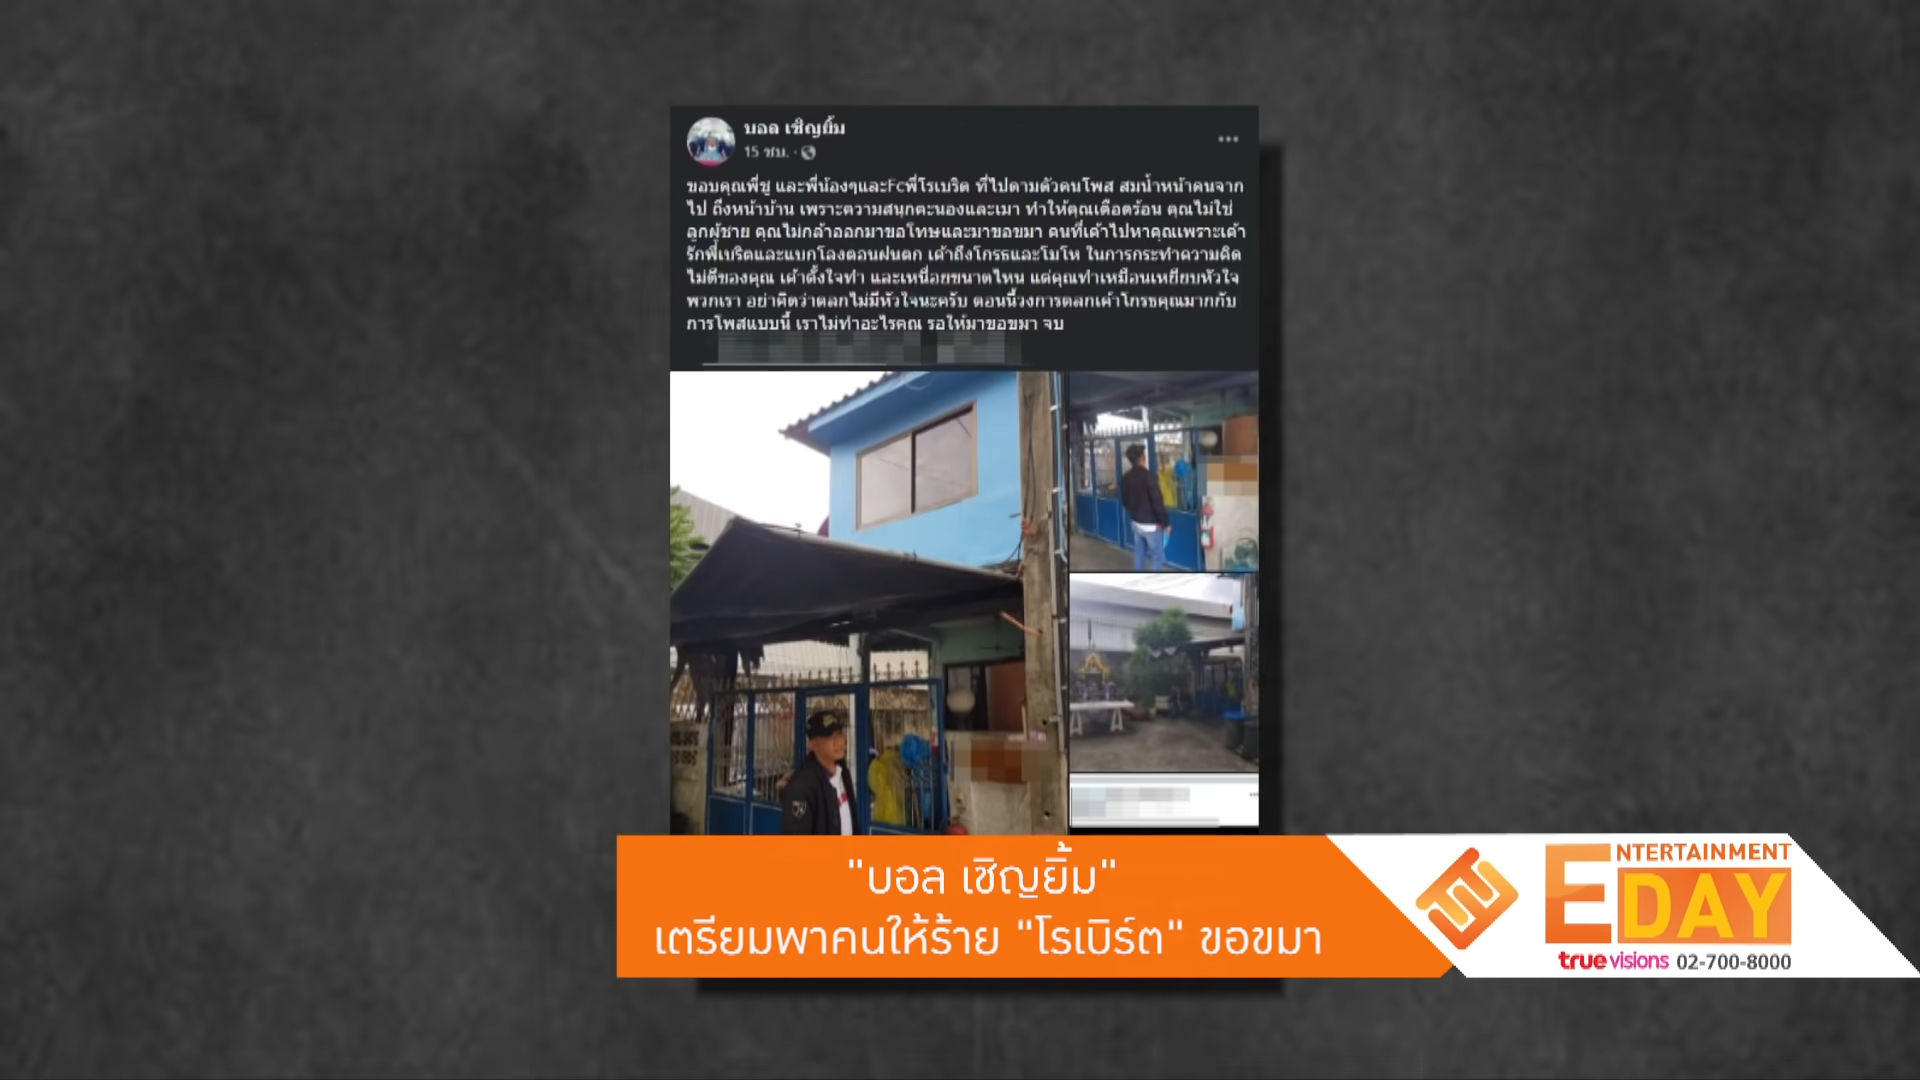 บอล เชิญยิ้ม
15 ชม.
ขอบคุณพี่ชู และพี่น้องๆและFcพี่โรเบริต ที่ไปตามตัวคนโพส สมน้ำหน้าคนจาก
ไป ถึงหน้าบ้าน เพราะความสนุกคะนองและเมา ทำให้คุณเดือดร้อน คุณไม่ใช่
ลูกผู้ชาย คุณไม่กล้าออกมาขอโทษและมาขอขมา คนที่เค้าไปหาคุณเพราะเค้า
รักพี่เบริตและแบกโลงตอนฝนตก เค้าถึงโกรธและโมโห ในการกระทำความคิด
ไม่ดีของคุณ เค้าตั้งใจทำ และเหนื่อยขนาดไหน แต่คุณทำเหมือนเหยียบหัวใจ
พวกเรา อย่าคิดว่าตลกไม่มีหัวใจนะครับ ตอนนี้วงการตลกเค้าโกรธคุณมากกับ
การโพสแบบนี้ เราไม่ทำอะไรคุณ รอให้มาขอขมา จบ
"บอล เชิญยิ้ม"
เตรียมพาคนให้ร้าย "โรเบิร์ต" ขอขมา
ENTERTAINMENT
DAY
truevisions 02-700-8000